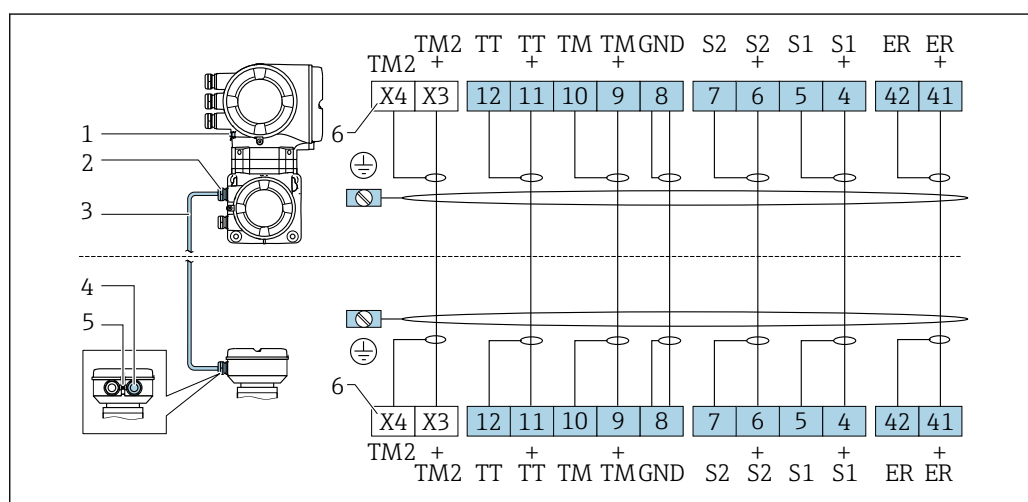 TM2 TT TT TM TM GND S2 S2 S1 S1 ER ER
TM2 + + + + + +
X4 X3 12 11 10 9 8 7 6 5 4 42 41
6
1
2
3
4
5
6
X4 X3 12 11 10 9 8 7 6 5 4 42 41
TM2 + + + + + +
TM2 TT TT TM TM GND S2 S2 S1 S1 ER ER